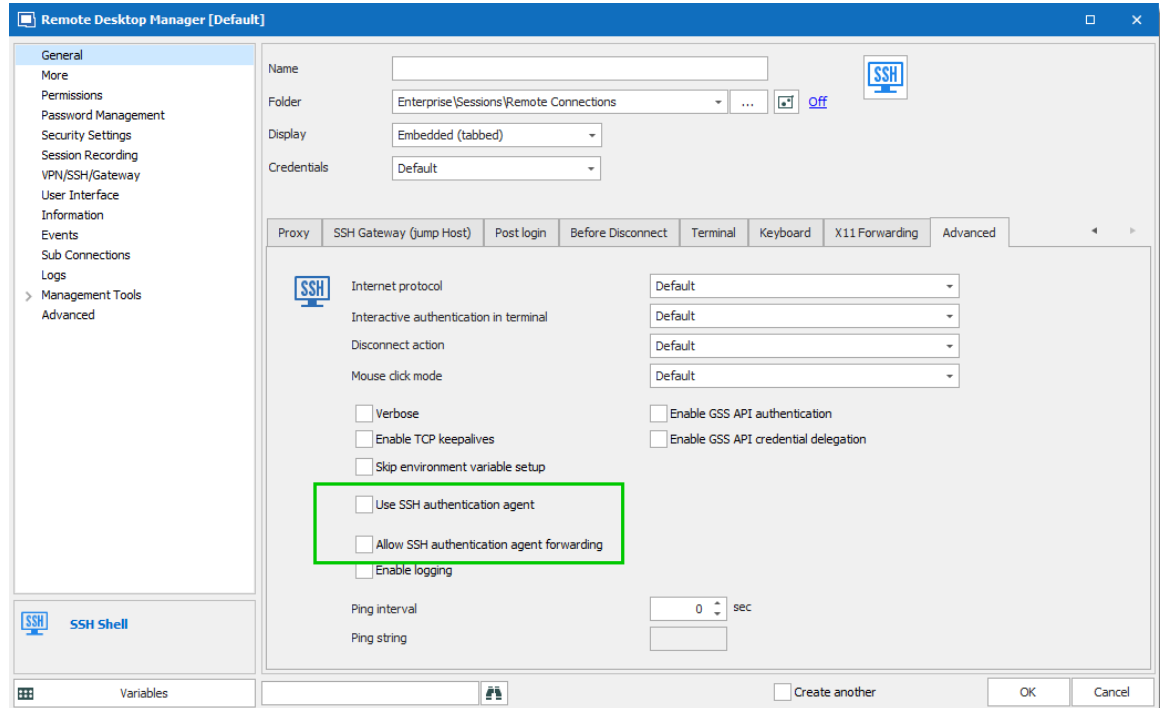 Remote Desktop Manager [Default]
General
More
Permissions
Password Management
Security Settings
Session Recording
VPN/SSH/Gateway
User Interface
Information
Events
Sub Connections
Logs
Management Tools
Advanced
SSH
SSH Shell
Variables
Name
SSH
Folder
Enterprise\Sessions\Remote Connections
...
Off
Display
Embedded (tabbed)
Credentials
Default
Proxy
SSH Gateway (jump Host)
Post login
Before Disconnect
Terminal
Keyboard
X11 Forwarding
Advanced
SSH
Internet protocol
Default
Interactive authentication in terminal
Default
Disconnect action
Default
Mouse click mode
Default
Verbose
Enable GSS API authentication
Enable TCP keepalives
Enable GSS API credential delegation
Skip environment variable setup
Use SSH authentication agent
Allow SSH authentication agent forwarding
Enable logging
Ping interval
0
sec
Ping string
Create another
OK
Cancel